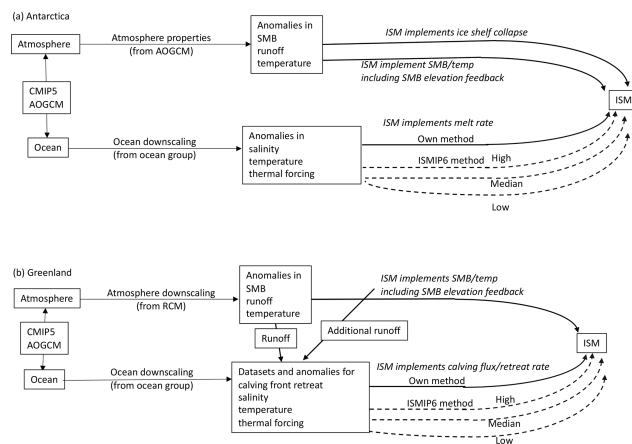 (a) Antarctica
Atmosphere
Atmosphere properties
(from AOGCM)
Anomalies in
SMB
runoff
temperature
ISM implements ice shelf collapse
ISM implement SMB/temp
including SMB elevation feedback
CMIP5
AOGCM
ISM
Ocean
Ocean downscaling
(from ocean group)
Anomalies in
salinity
temperature
thermal forcing
ISM implements melt rate
Own method
ISMIP6 method
High
Median
Low
(b) Greenland
Atmosphere
Atmosphere downscaling
(from RCM)
Anomalies in
SMB
runoff
temperature
ISM implements SMB/temp
including SMB elevation feedback
CMIP5
AOGCM
Runoff
Additional runoff
ISM
Ocean
Ocean downscaling
(from ocean group)
Datasets and anomalies for
calving front retreat
salinity
temperature
thermal forcing
ISM implements calving flux/retreat rate
Own method
ISMIP6 method
High
Median
Low